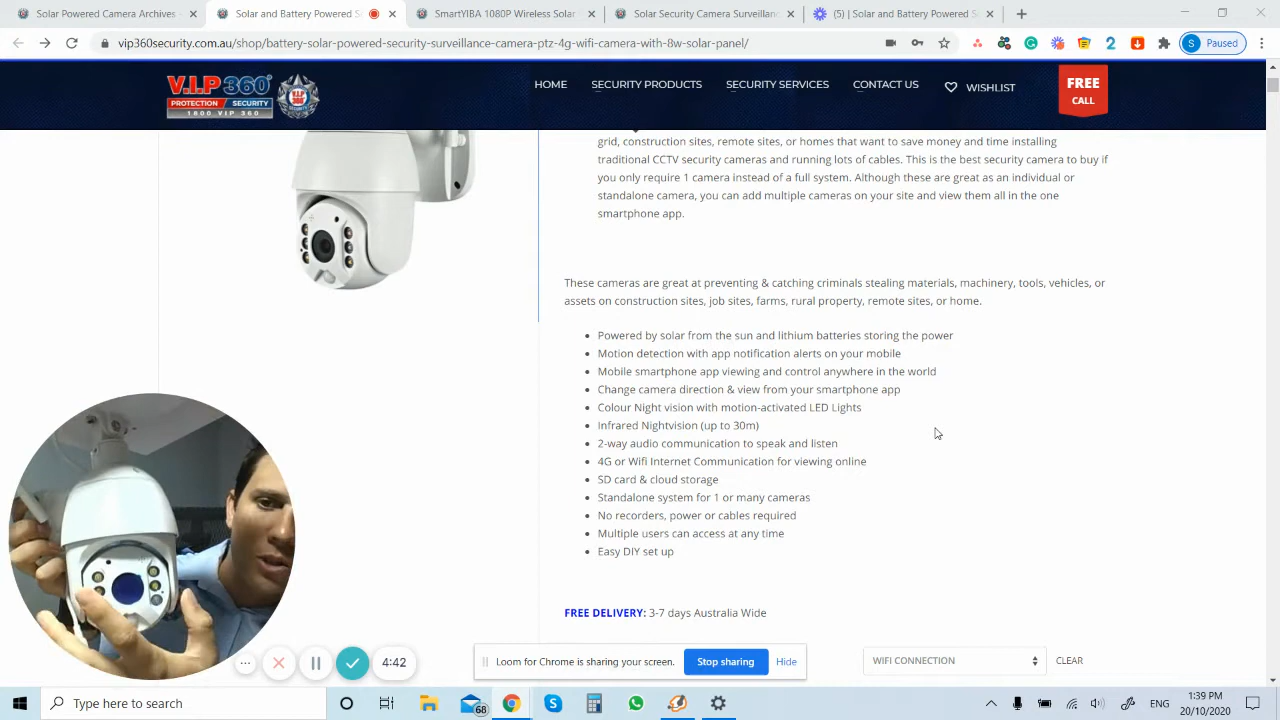 Solar Camera Archives
Solar and Battery Powered S
SmartYIBA 1080P Wireless Solar
Solar Security Camera Surveillanc
(5) | Solar and Battery Powered S
vip360security.com.au/shop/battery-solar-powered-security-surveillance-camera-ptz-4g-wifi-camera-with-8w-solar-panel/
2
S Paused
V.I.P 360
PROTECTION SECURITY
1800 VIP 360
HOME SECURITY PRODUCTS SECURITY SERVICES CONTACT US WISHLIST
FREE
CALL
grid, construction sites, remote sites, or homes that want to save money and time installing
traditional CCTV security cameras and running lots of cables. This is the best security camera to buy if
you only require 1 camera instead of a full system. Although these are great as an individual or
standalone camera, you can add multiple cameras on your site and view them all in the one
smartphone app.
These cameras are great at preventing & catching criminals stealing materials, machinery, tools, vehicles, or
assets on construction sites, job sites, farms, rural property, remote sites, or home.
Powered by solar from the sun and lithium batteries storing the power
Motion detection with app notification alerts on your mobile
Mobile smartphone app viewing and control anywhere in the world
Change camera direction & view from your smartphone app
Colour Night vision with motion-activated LED Lights
Infrared Nightvision (up to 30m)
2-way audio communication to speak and listen
4G or Wifi Internet Communication for viewing online
SD card & cloud storage
Standalone system for 1 or many cameras
No recorders, power or cables required
Multiple users can access at any time
Easy DIY set up
FREE DELIVERY: 3-7 days Australia Wide
4:42
Loom for Chrome is sharing your screen. Stop sharing Hide
WIFI CONNECTION CLEAR
Type here to search
68
ENG
1:39 PM
20/10/2020